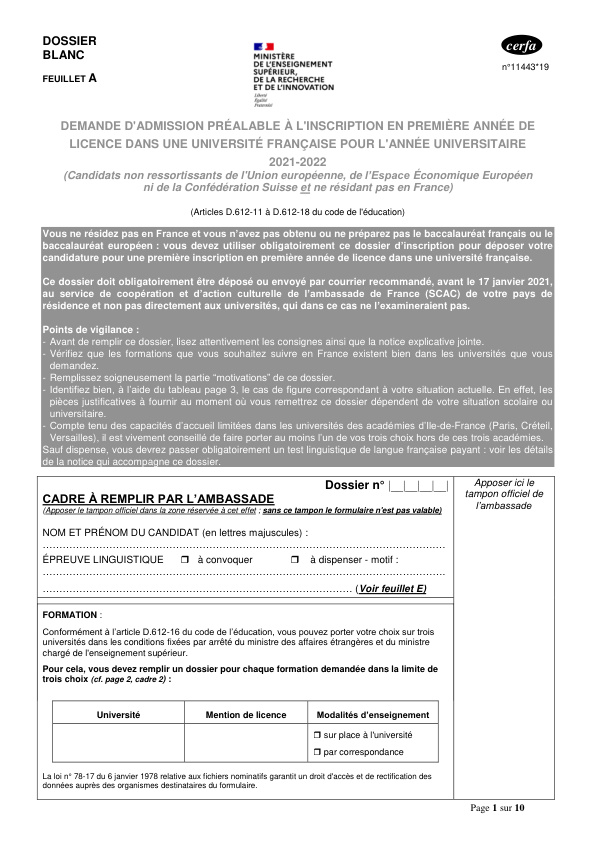 DOSSIER
BLANC
FEUILLET A
MINISTÈRE
DE L'ENSEIGNEMENT
SUPÉRIEUR,
DE LA RECHERCHE
ET DE L'INNOVATION
Liberté
Égalité
Fraternité
cerfa
n°11443*19
DEMANDE D'ADMISSION PRÉALABLE À L'INSCRIPTION EN PREMIÈRE ANNÉE DE
LICENCE DANS UNE UNIVERSITÉ FRANÇAISE POUR L'ANNÉE UNIVERSITAIRE
2021-2022
(Candidats non ressortissants de l'Union européenne, de l'Espace Économique Européen
ni de la Confédération Suisse et ne résidant pas en France)
(Articles D.612-11 à D.612-18 du code de l'éducation)
Vous ne résidez pas en France et vous n'avez pas obtenu ou ne préparez pas le baccalauréat français ou le
baccalauréat européen : vous devez utiliser obligatoirement ce dossier d'inscription pour déposer votre
candidature pour une première inscription en première année de licence dans une université française.
Ce dossier doit obligatoirement être déposé ou envoyé par courrier recommandé, avant le 17 janvier 2021,
au service de coopération et d'action culturelle de l'ambassade de France (SCAC) de votre pays de
résidence et non pas directement aux universités, qui dans ce cas ne l'examineraient pas.
Points de vigilance :
- Avant de remplir ce dossier, lisez attentivement les consignes ainsi que la notice explicative jointe.
- Vérifiez que les formations que vous souhaitez suivre en France existent bien dans les universités que vous
demandez.
- Remplissez soigneusement la partie “motivations” de ce dossier.
- Identifiez bien, à l'aide du tableau page 3, le cas de figure correspondant à votre situation actuelle. En effet, les
pièces justificatives à fournir au moment où vous remettrez ce dossier dépendent de votre situation scolaire ou
universitaire.
- Compte tenu des capacités d'accueil limitées dans les universités des académies d'Ile-de-France (Paris, Créteil,
Versailles), il est vivement conseillé de faire porter au moins l'un de vos trois choix hors de ces trois académies.
Sauf dispense, vous devrez passer obligatoirement un test linguistique de langue française payant : voir les détails
de la notice qui accompagne ce dossier.
Dossier n° |__|__|__|__|
CADRE À REMPLIR PAR L'AMBASSADE
(Apposer le tampon officiel dans la zone réservée à cet effet : sans ce tampon le formulaire n'est pas valable)
NOM ET PRÉNOM DU CANDIDAT (en lettres majuscules) :
ÉPREUVE LINGUISTIQUE ❒ à convoquer ❒ à dispenser - motif :
(Voir feuillet E)
Apposer ici le
tampon officiel de
l'ambassade
FORMATION :
Conformément à l'article D.612-16 du code de l'éducation, vous pouvez porter votre choix sur trois
universités dans les conditions fixées par arrêté du ministre des affaires étrangères et du ministre
chargé de l'enseignement supérieur.
Pour cela, vous devez remplir un dossier pour chaque formation demandée dans la limite de
trois choix (cf. page 2, cadre 2) :
Université Mention de licence Modalités d'enseignement
❒ sur place à l'université
❒ par correspondance
La loi n° 78-17 du 6 janvier 1978 relative aux fichiers nominatifs garantit un droit d'accès et de rectification des
données auprès des organismes destinataires du formulaire.
Page 1 sur 10